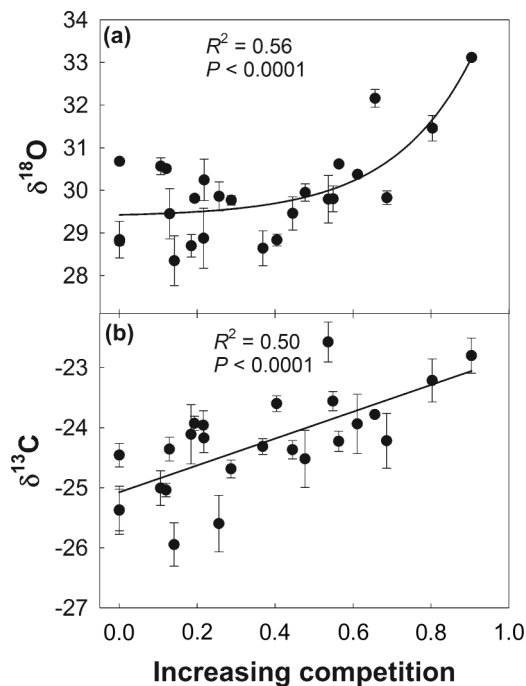 (a)
R² = 0.56
P < 0.0001
34
33
32
31
30
29
28
δ¹⁸O
(b)
R² = 0.50
P < 0.0001
-23
-24
-25
-26
-27
δ¹³C
0.0 0.2 0.4 0.6 0.8 1.0
Increasing competition